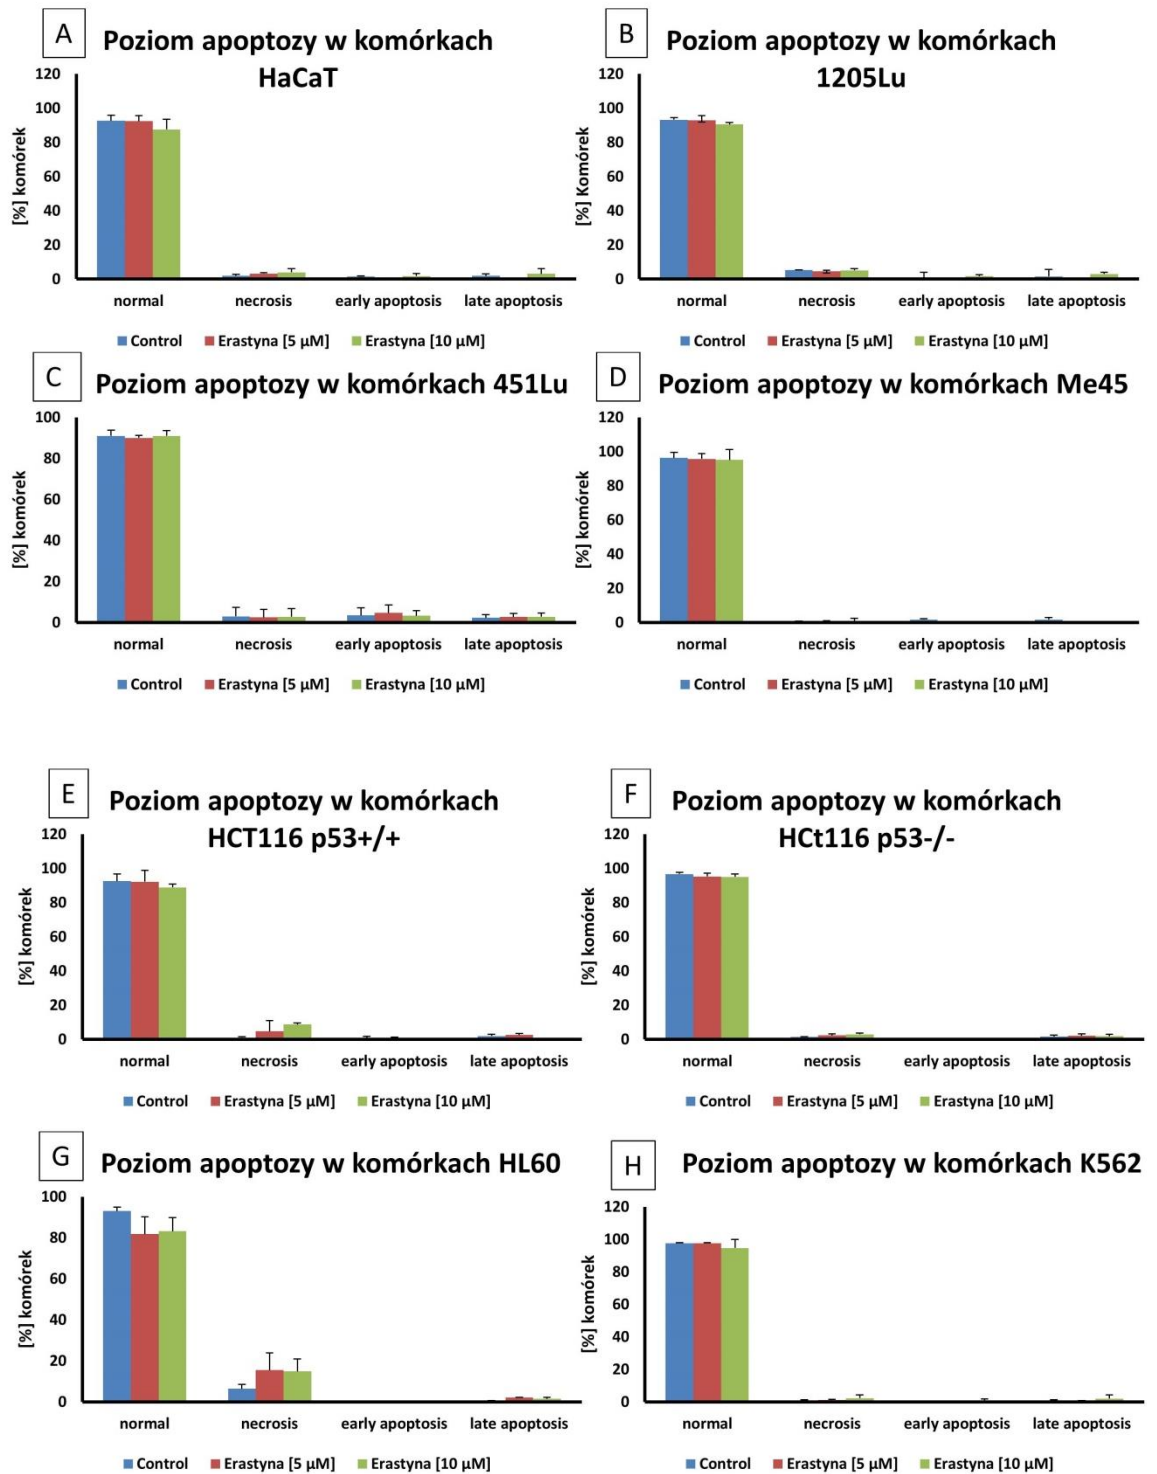 A
Poziom apoptozy w komórkach
HaCaT
[%] komórek
120
100
80
60
40
20
0
normal
necrosis
early apoptosis
late apoptosis
Control
Erastyna [5 µM]
Erastyna [10 µM]
B
Poziom apoptozy w komórkach
1205Lu
[%] Komórek
120
100
80
60
40
20
0
normal
necrosis
early apoptosis
late apoptosis
Control
Erastyna [5 µM]
Erastyna [10 µM]
C
Poziom apoptozy w komórkach 451Lu
[%] komórek
100
80
60
40
20
0
normal
necrosis
early apoptosis
late apoptosis
Control
Erastyna [5 µM]
Erastyna [10 µM]
D
Poziom apoptozy w komórkach Me45
[%] komórek
120
100
80
60
40
20
0
normal
necrosis
early apoptosis
late apoptosis
Control
Erastyna [5 µM]
Erastyna [10 µM]
E
Poziom apoptozy w komórkach
HCT116 p53+/+
[%] komórek
120
100
80
60
40
20
0
normal
necrosis
early apoptosis
late apoptosis
Control
Erastyna [5 µM]
Erastyna [10 µM]
F
Poziom apoptozy w komórkach
HCt116 p53-/-
[%] komórek
120
100
80
60
40
20
0
normal
necrosis
early apoptosis
late apoptosis
Control
Erastyna [5 µM]
Erastyna [10 µM]
G
Poziom apoptozy w komórkach HL60
[%] komórek
100
80
60
40
20
0
normal
necrosis
early apoptosis
late apoptosis
Control
Erastyna [5 µM]
Erastyna [10 µM]
H
Poziom apoptozy w komórkach K562
[%] komórek
120
100
80
60
40
20
0
normal
necrosis
early apoptosis
late apoptosis
Control
Erastyna [5 µM]
Erastyna [10 µM]